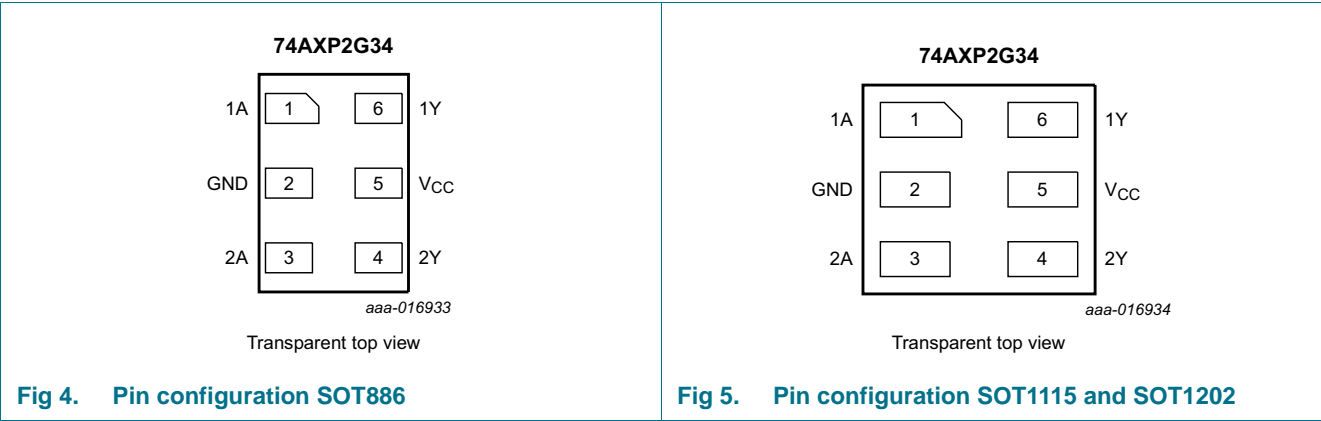 74AXP2G34
1A 1 6 1Y
GND 2 5 VCC
2A 3 4 2Y
aaa-016933
Transparent top view
Fig 4. Pin configuration SOT886
74AXP2G34
1A 1 6 1Y
GND 2 5 VCC
2A 3 4 2Y
aaa-016934
Transparent top view
Fig 5. Pin configuration SOT1115 and SOT1202